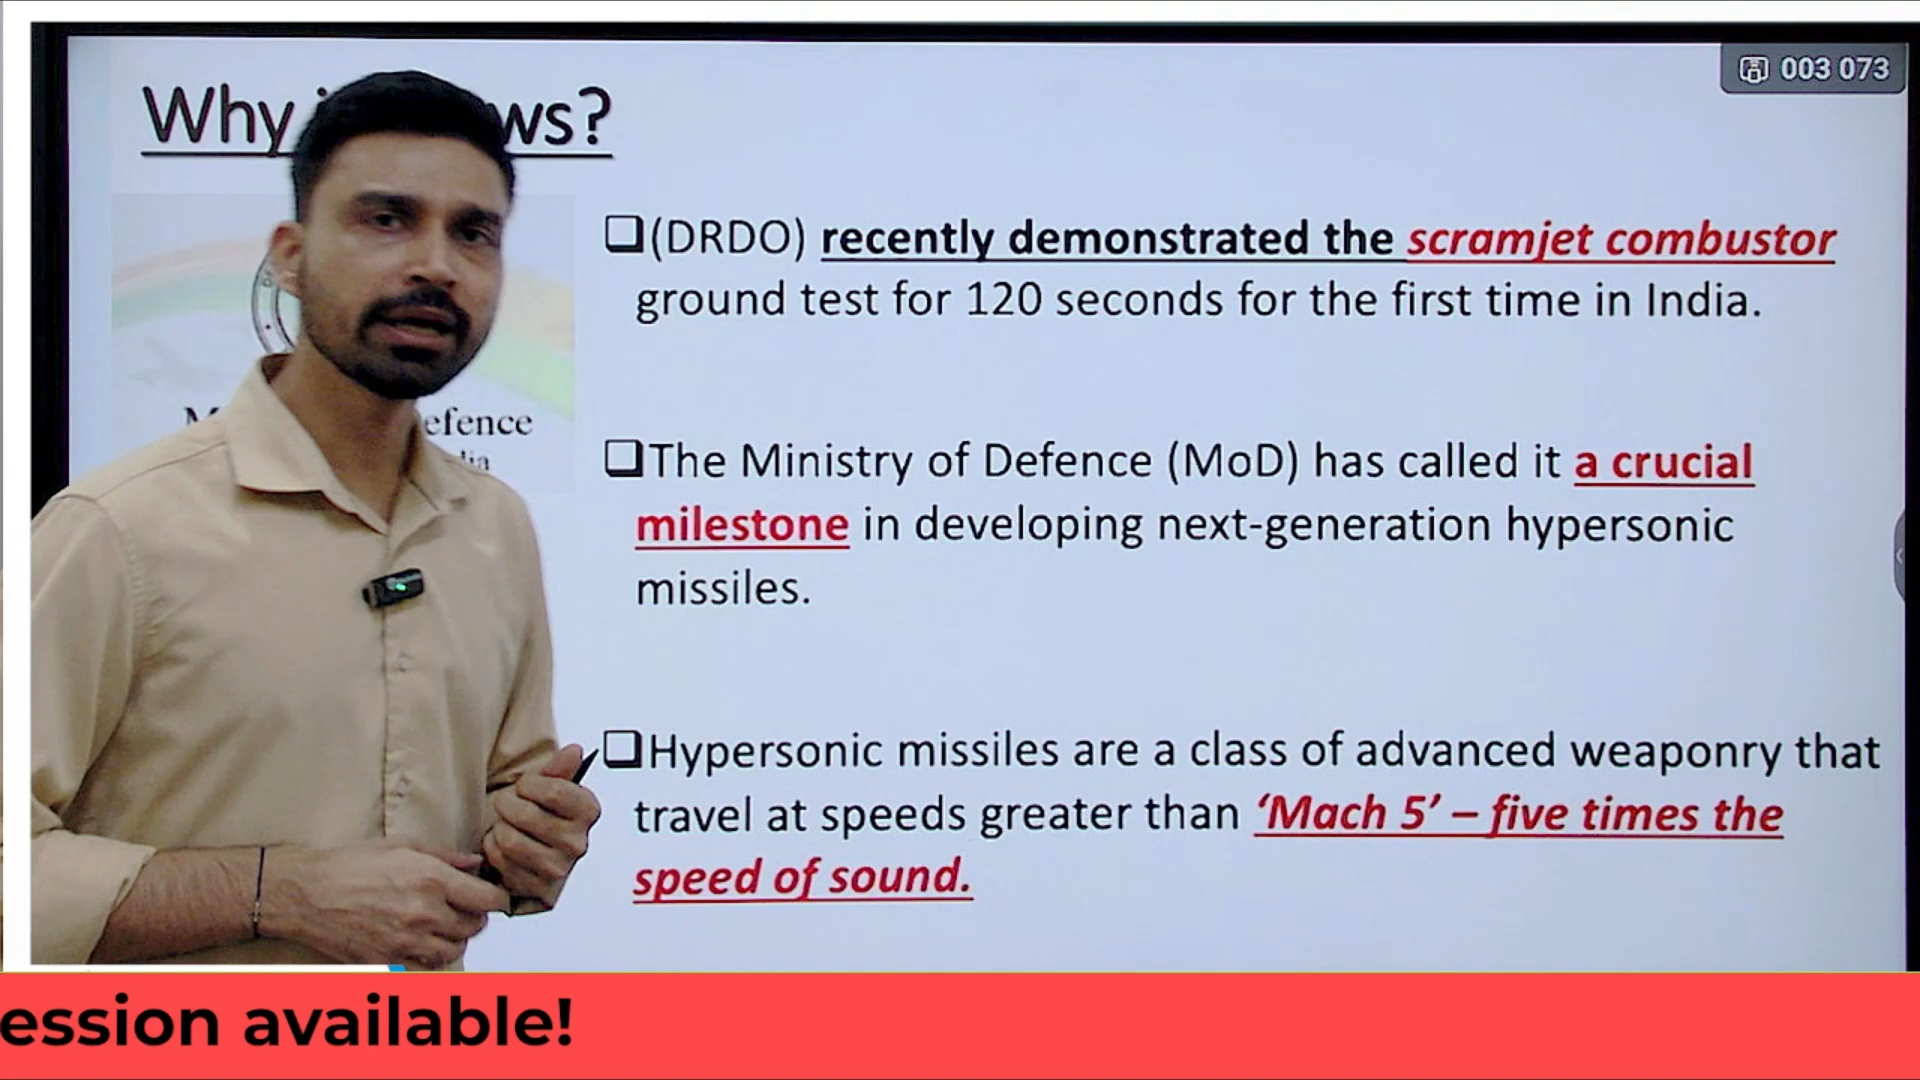 Why ws?
003 073
❑(DRDO) recently demonstrated the scramjet combustor
ground test for 120 seconds for the first time in India.
efence
❑The Ministry of Defence (MoD) has called it a crucial
milestone in developing next-generation hypersonic
missiles.
❑Hypersonic missiles are a class of advanced weaponry that
travel at speeds greater than ‘Mach 5’ – five times the
speed of sound.
ession available!